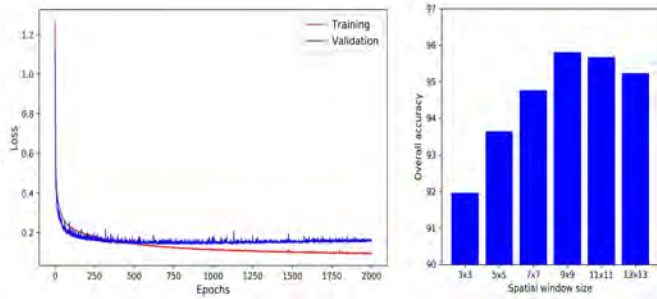 Training
Validation
Loss
1.2
1.0
0.8
0.6
0.4
0.2
0
250
500
750
1000
1250
1500
1750
2000
Epochs
Overall accuracy
97
96
95
94
93
92
91
90
3x3
5x5
7x7
9x9
11x11
13x13
Spatial window size